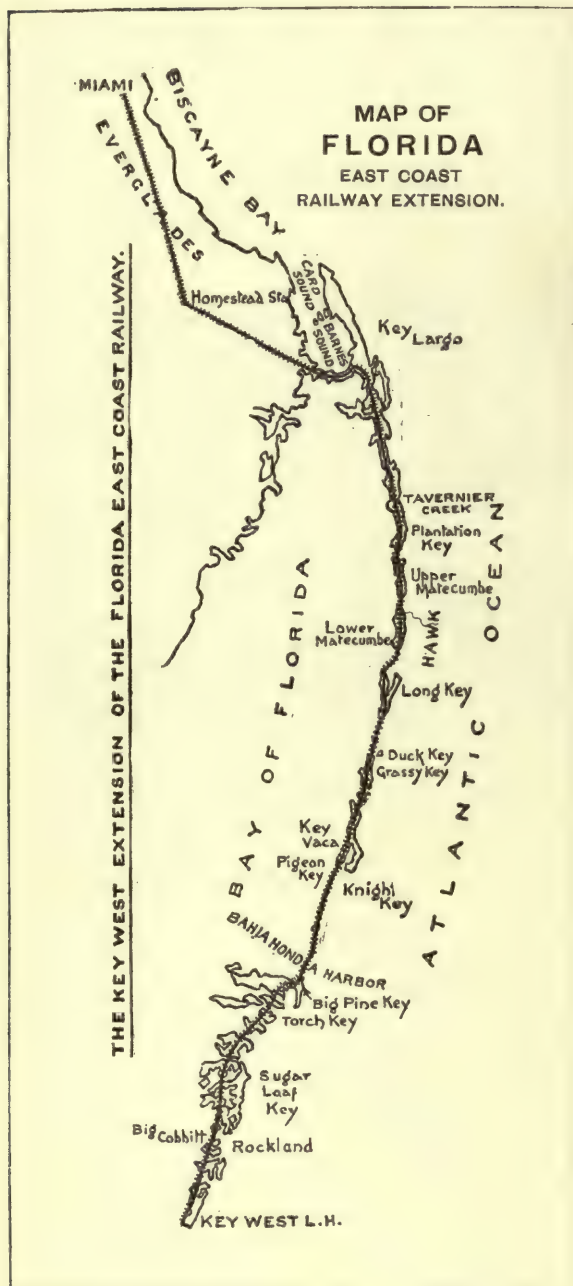 MAP OF
FLORIDA
EAST COAST
RAILWAY EXTENSION.
THE KEY WEST EXTENSION OF THE FLORIDA EAST COAST RAILWAY.
MIAMI
BISCAYNE BAY
EVERGLADES
Homestead Sta
CARD
SOUND
&
BARNES
SOUND
Key Largo
TAVERNIER
CREEK
Plantation
Key
Upper
Matecumbe
HAWK
Lower
Matecumbe
Long Key
Duck Key
Grassy Key
BAY OF FLORIDA
ATLANTIC OCEAN
Key
Vaca
Pigeon
Key
Knight
Key
BAHIA HONDA HARBOR
Big Pine Key
Torch Key
Sugar
Loaf
Key
Big Cobbitt
Rockland
KEY WEST L.H.